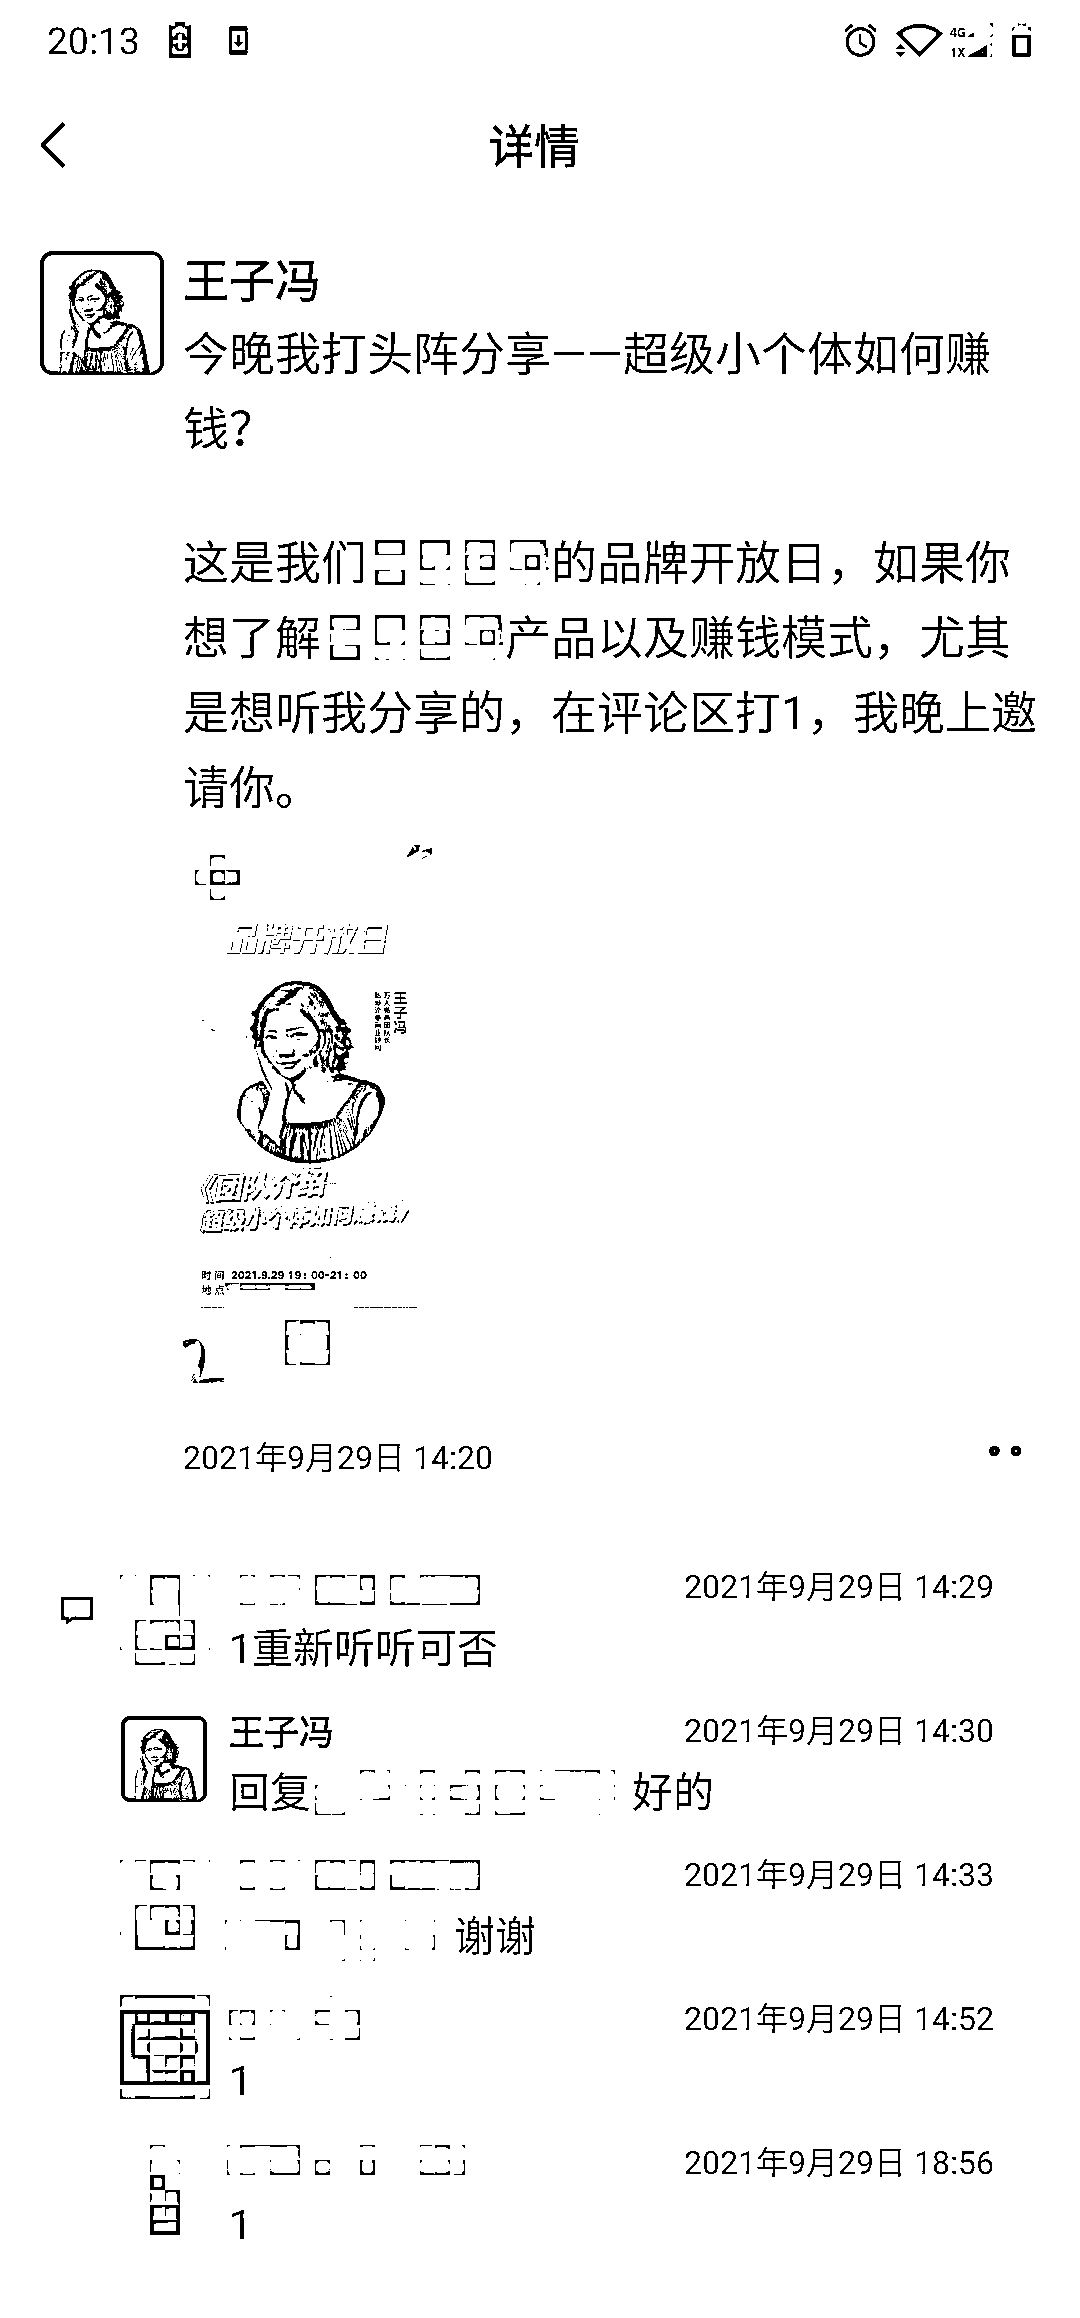 20:13
4G
1X
详情
王子冯
今晚我打头阵分享——超级小个体如何赚
钱？
这是我们
的品牌开放日，如果你
想了解
产品以及赚钱模式，尤其
是想听我分享的，在评论区打1，我晚上邀
请你。
品牌开放日
王子冯
《团队介绍-
超级小个体如何赚钱》
时间 2021.9.29 19：00-21：00
地点
2021年9月29日 14:20
2021年9月29日 14:29
1重新听听可否
王子冯
2021年9月29日 14:30
回复
好的
2021年9月29日 14:33
谢谢
2021年9月29日 14:52
1
2021年9月29日 18:56
1